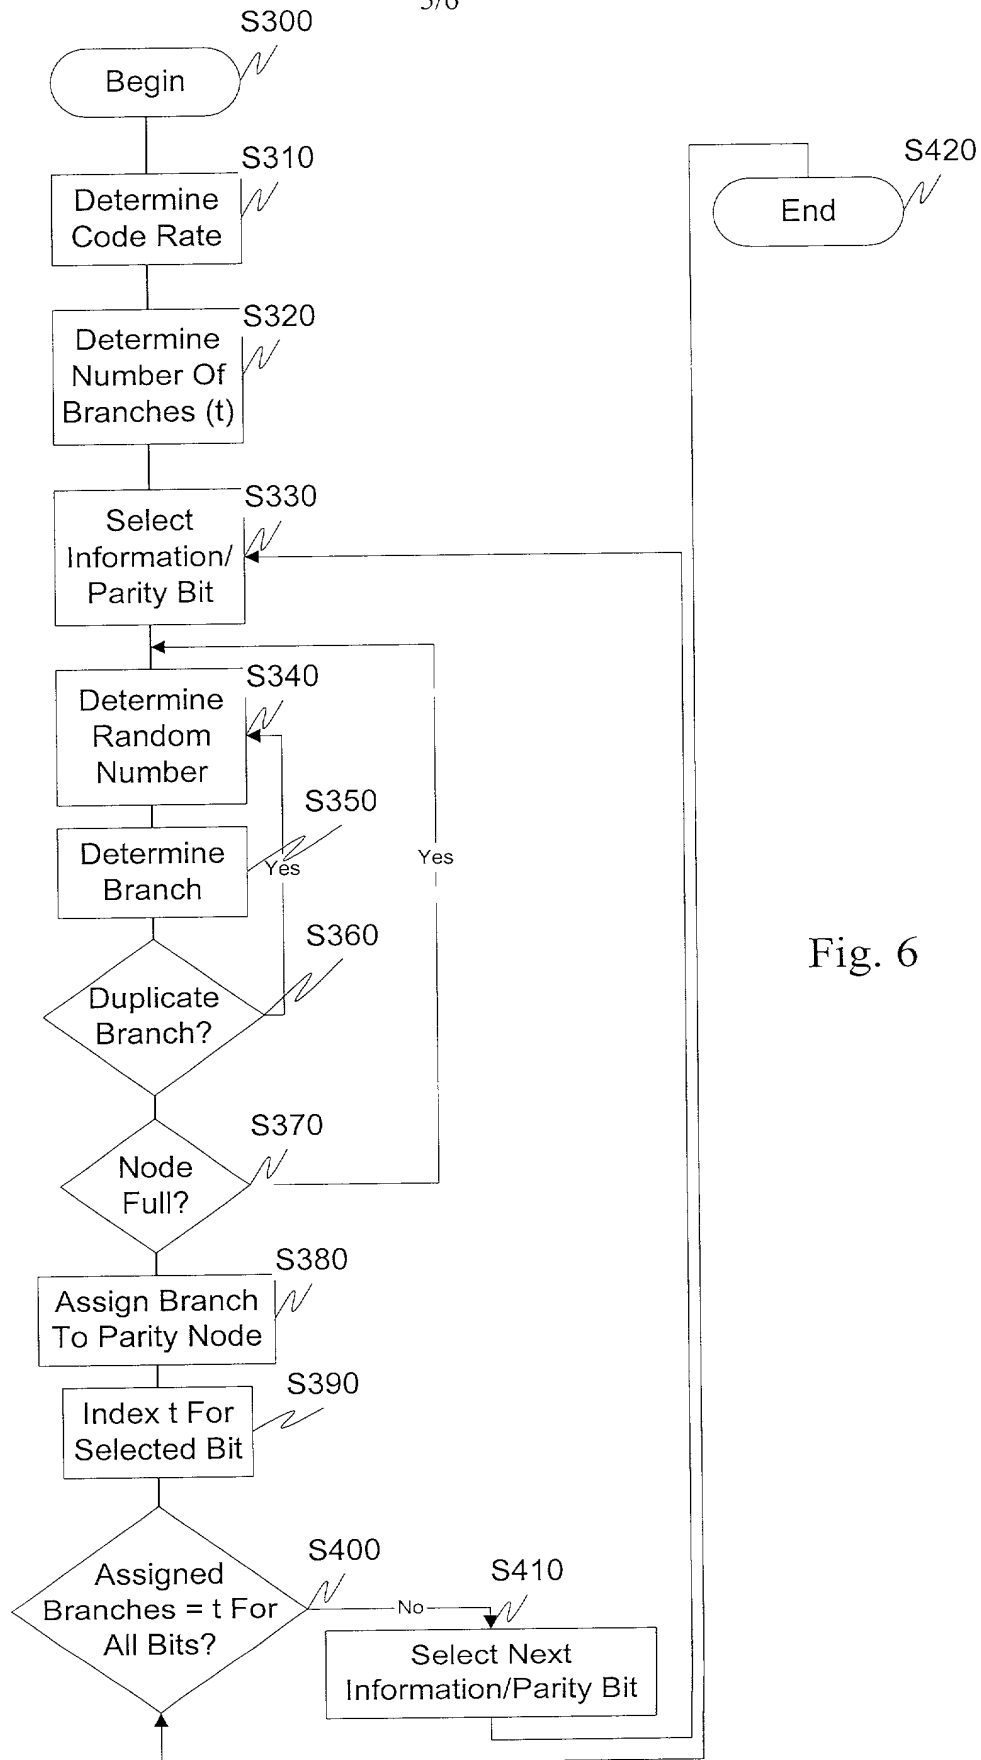 S300
Begin
S310
Determine
Code Rate
S420
End
S320
Determine
Number Of
Branches (t)
S330
Select
Information/
Parity Bit
S340
Determine
Random
Number
S350
Determine
Branch
Yes
Yes
S360
Duplicate
Branch?
Fig. 6
S370
Node
Full?
S380
Assign Branch
To Parity Node
S390
Index t For
Selected Bit
S400
Assigned
Branches = t For
All Bits?
No
S410
Select Next
Information/Parity Bit